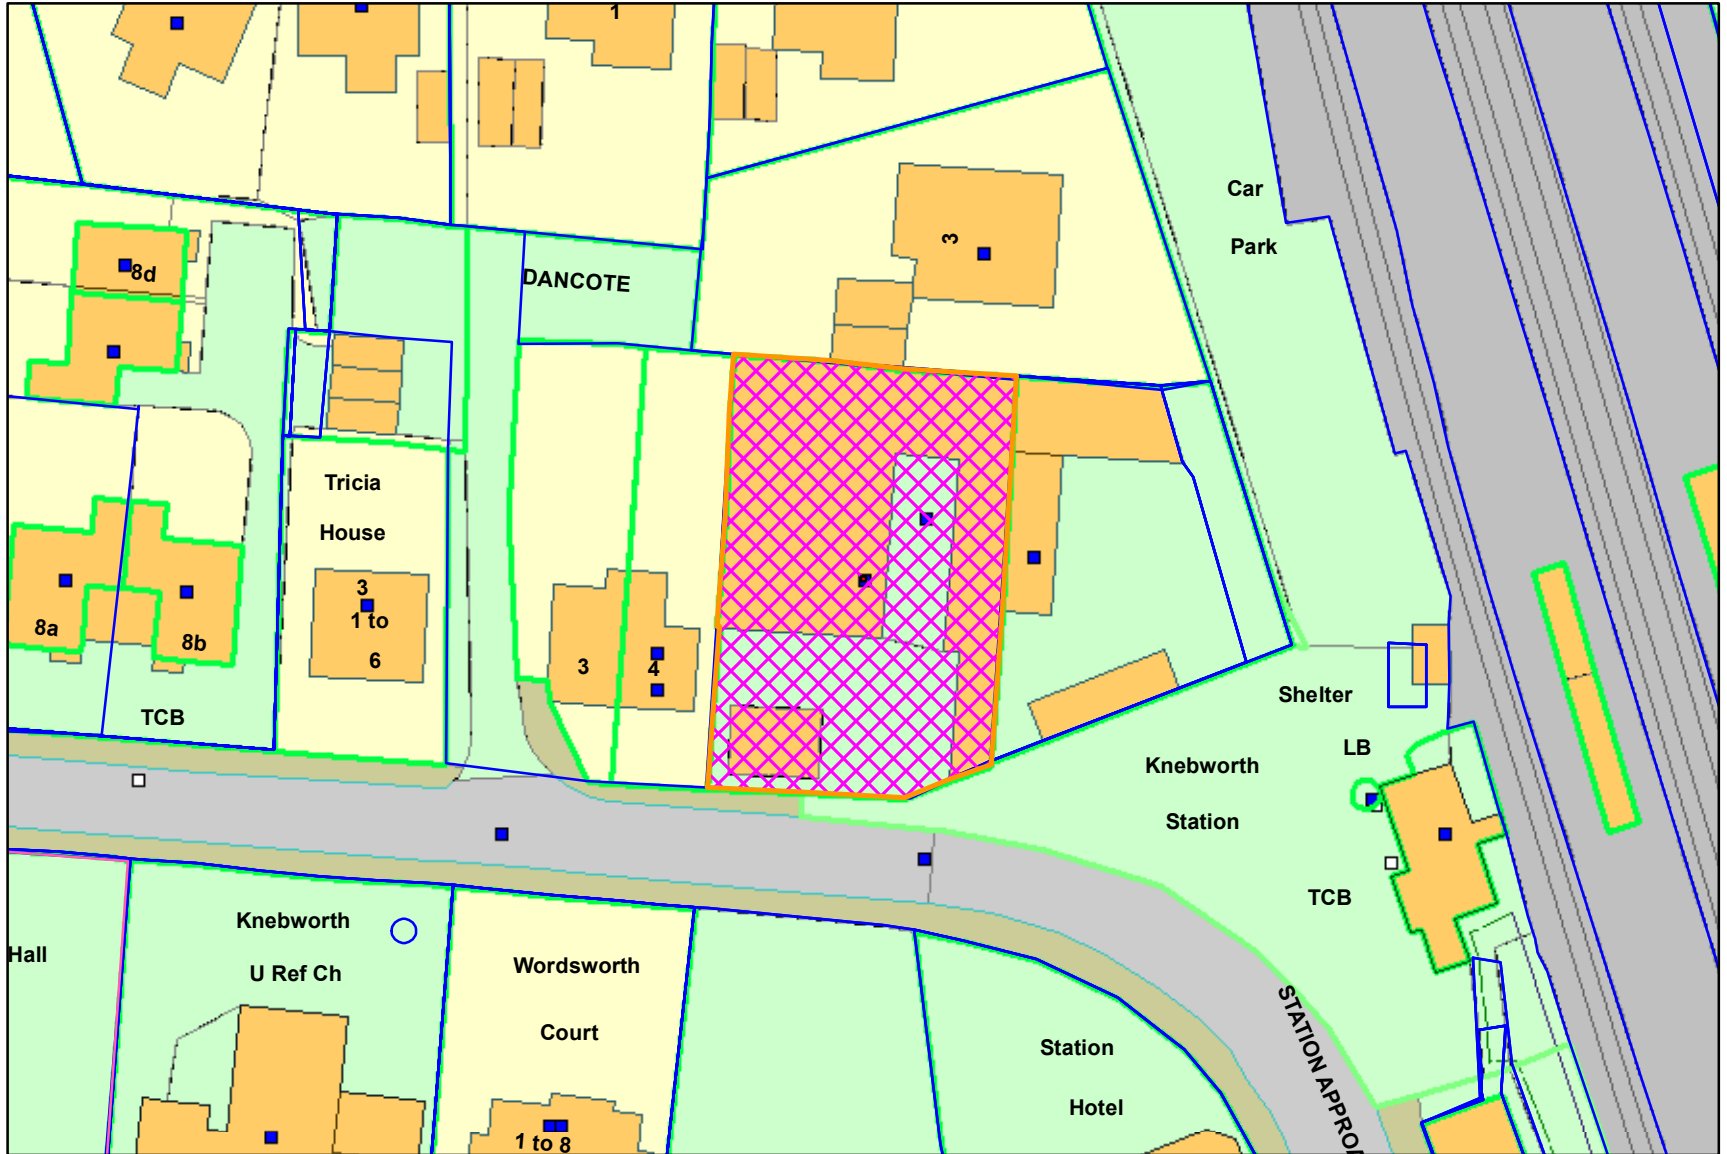 1
Car
Park
3
8d
DANCOTE
Tricia
House
3
1 to
6
8a
8b
3
4
TCB
Shelter
LB
Knebworth
Station
TCB
Knebworth
U Ref Ch
Hall
Wordsworth
Court
1 to 8
Station
Hotel
STATION APPROA